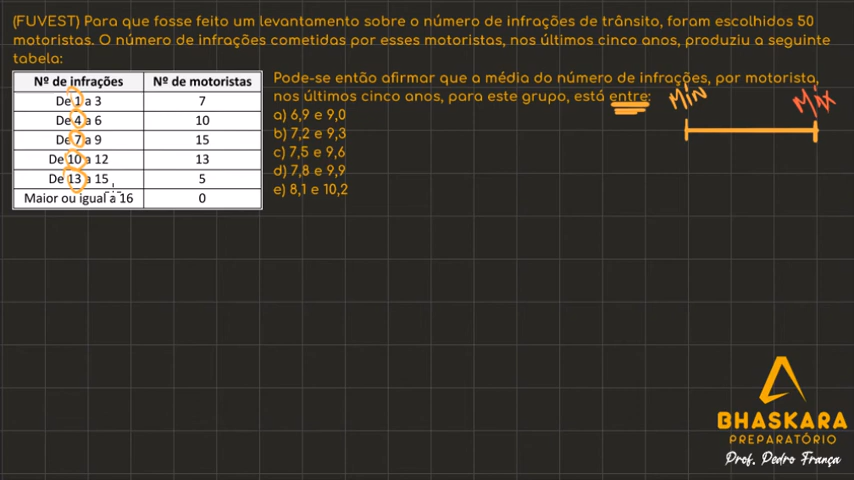 (FUVEST) Para que fosse feito um levantamento sobre o número de infrações de trânsito, foram escolhidos 50
motoristas. O número de infrações cometidas por esses motoristas, nos últimos cinco anos, produziu a seguinte
tabela:
Nº de infrações Nº de motoristas
De 1 a 3 7
De 4 a 6 10
De 7 a 9 15
De 10 a 12 13
De 13 a 15 5
Maior ou igual a 16 0
Pode-se então afirmar que a média do número de infrações, por motorista,
nos últimos cinco anos, para este grupo, está entre:
a) 6,9 e 9,0
b) 7,2 e 9,3
c) 7,5 e 9,6
d) 7,8 e 9,9
e) 8,1 e 10,2
Mín Máx
BHASKARA
PREPARATÓRIO
Prof. Pedro França